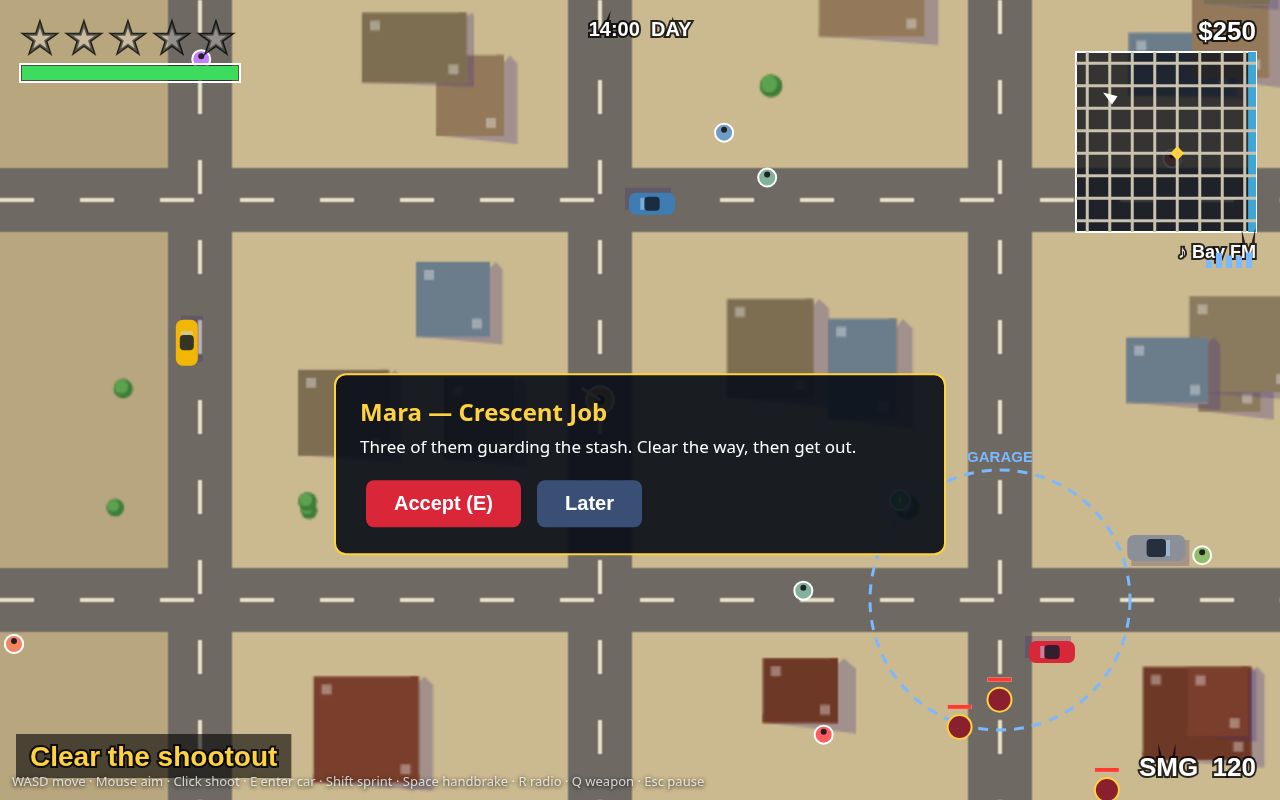 14:00 DAY
$250
♪ Bay FM
Mara — Crescent Job
Three of them guarding the stash. Clear the way, then get out.
Accept (E)
Later
GARAGE
Clear the shootout
WASD move · Mouse aim · Click shoot · E enter car · Shift sprint · Space handbrake · R radio · Q weapon · Esc pause
SMG 120